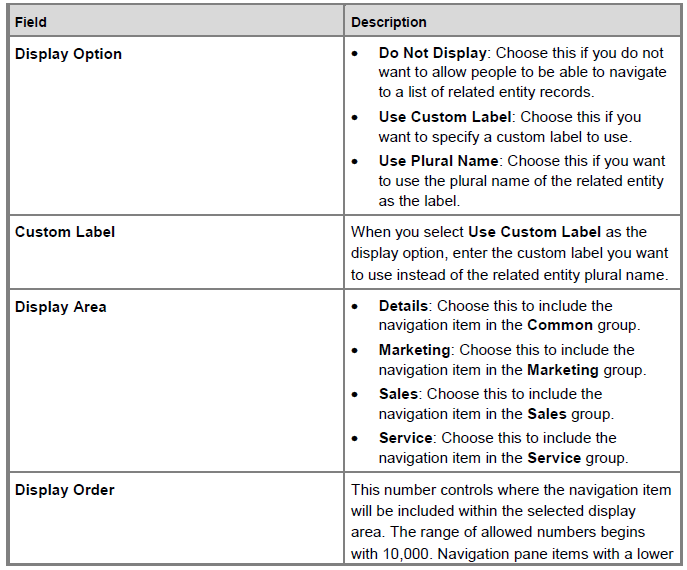 Field Description
Display Option
• Do Not Display: Choose this if you do not
want to allow people to be able to navigate
to a list of related entity records.
• Use Custom Label: Choose this if you
want to specify a custom label to use.
• Use Plural Name: Choose this if you want
to use the plural name of the related entity
as the label.
Custom Label
When you select Use Custom Label as the
display option, enter the custom label you want
to use instead of the related entity plural name.
Display Area
• Details: Choose this to include the
navigation item in the Common group.
• Marketing: Choose this to include the
navigation item in the Marketing group.
• Sales: Choose this to include the
navigation item in the Sales group.
• Service: Choose this to include the
navigation item in the Service group.
Display Order
This number controls where the navigation item
will be included within the selected display
area. The range of allowed numbers begins
with 10,000. Navigation pane items with a lower